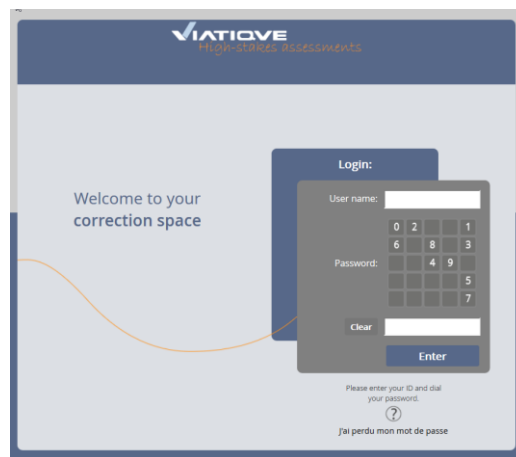 VIATIQUE
High-stakes assessments
Login:
Welcome to your
correction space
User name:
0 2 1
6 8 3
Password:
4 9
5
7
Clear
Enter
Please enter your ID and dial
your password.
?
J'ai perdu mon mot de passe